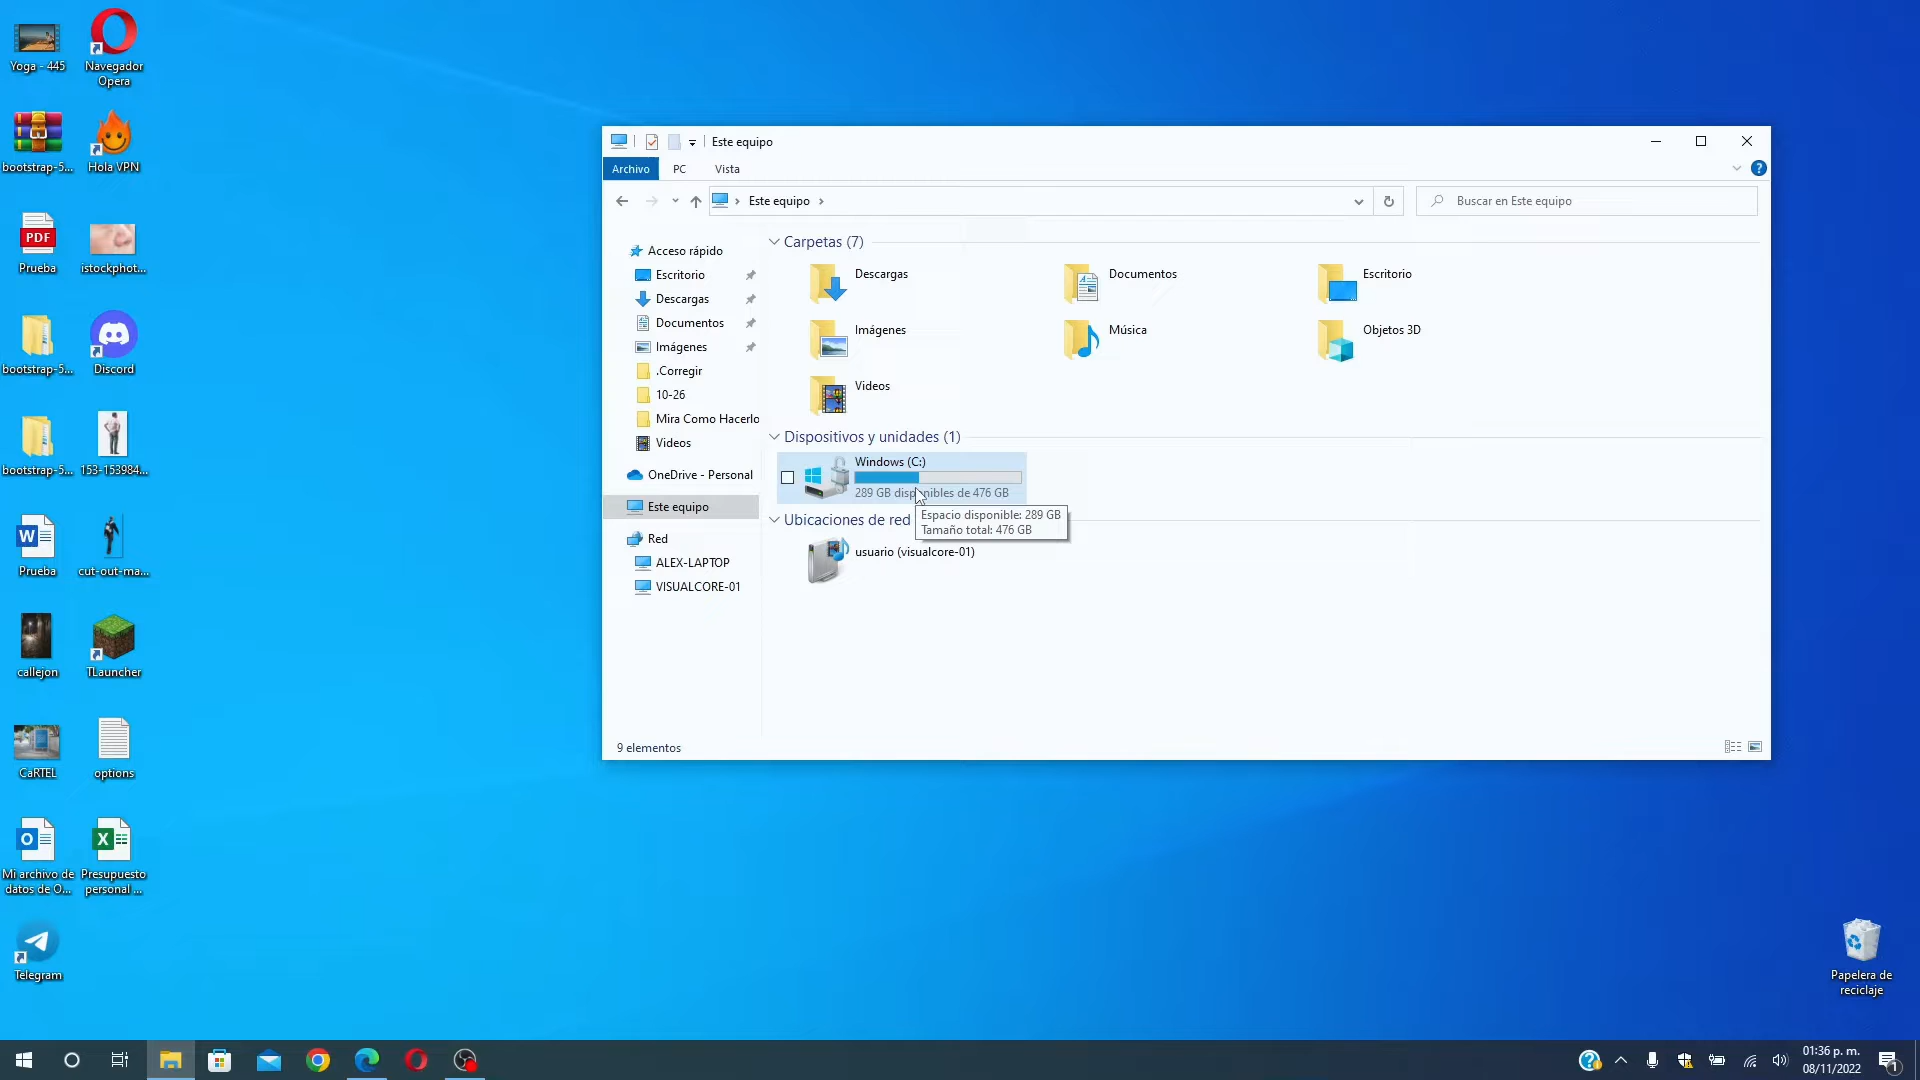 Yoga - 445
Navegador
Opera
bootstrap-5...
Hola VPN
PDF
Prueba
istockphot...
bootstrap-5...
Discord
bootstrap-5...
153-153984...
Prueba
cut-out-ma...
callejon
TLauncher
CaRTEL
options
Mi archivo de
datos de O...
Presupuesto
personal ...
Telegram
Este equipo
Archivo
PC
Vista
Este equipo
Buscar en Este equipo
Acceso rápido
Escritorio
Descargas
Documentos
Imágenes
.Corregir
10-26
Mira Como Hacerlo
Videos
OneDrive - Personal
Este equipo
Red
ALEX-LAPTOP
VISUALCORE-01
Carpetas (7)
Descargas
Documentos
Escritorio
Imágenes
Música
Objetos 3D
Videos
Dispositivos y unidades (1)
Windows (C:)
289 GB disponibles de 476 GB
Espacio disponible: 289 GB
Tamaño total: 476 GB
Ubicaciones de red
usuario (visualcore-01)
9 elementos
Papelera de
reciclaje
01:36 p. m.
08/11/2022
1